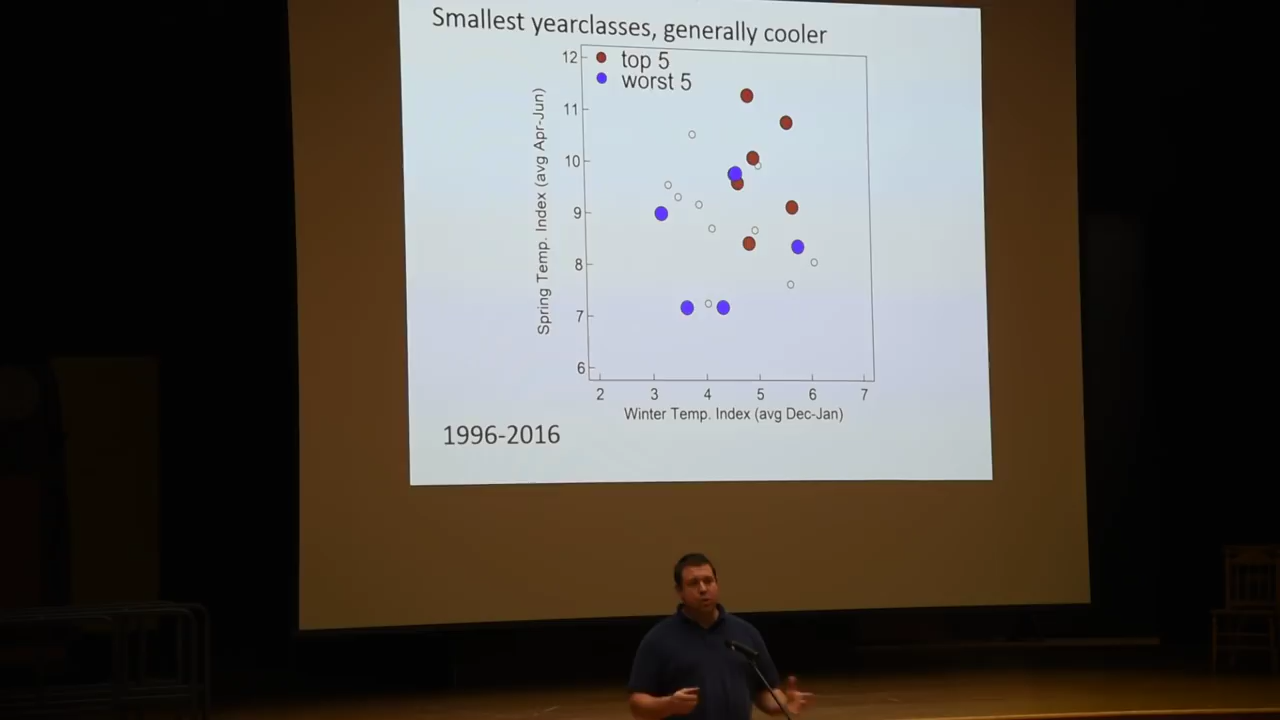 Smallest yearclasses, generally cooler
top 5
worst 5
Spring Temp. Index (avg Apr-Jun)
12
11
10
9
8
7
6
2 3 4 5 6 7
Winter Temp. Index (avg Dec-Jan)
1996-2016